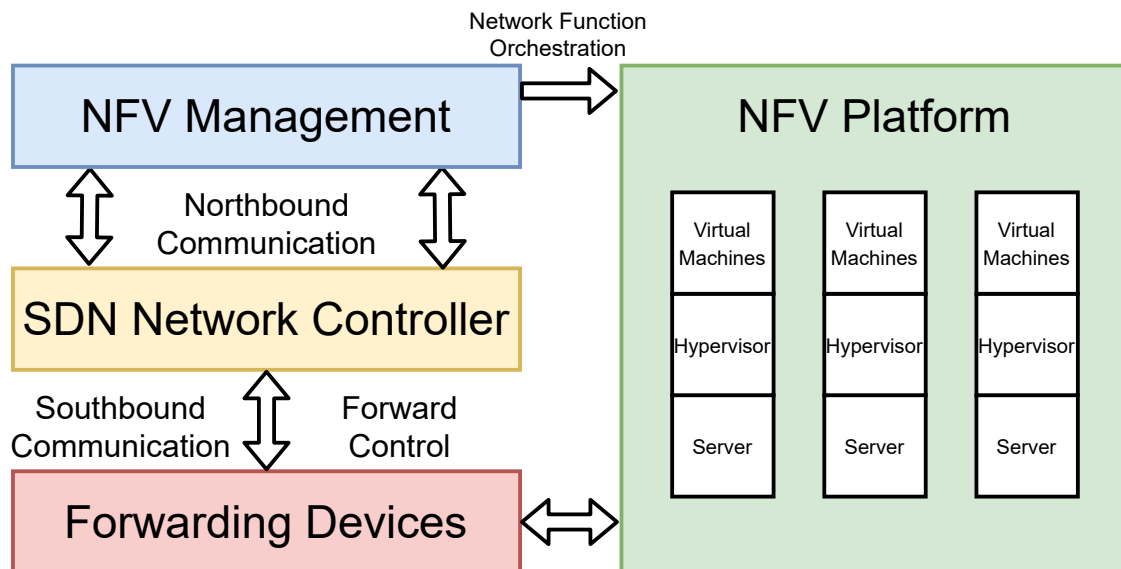 Network Function
Orchestration
NFV Management
NFV Platform
Northbound
Communication
SDN Network Controller
Southbound
Communication
Forward
Control
Forwarding Devices
Virtual
Machines
Hypervisor
Server
Virtual
Machines
Hypervisor
Server
Virtual
Machines
Hypervisor
Server